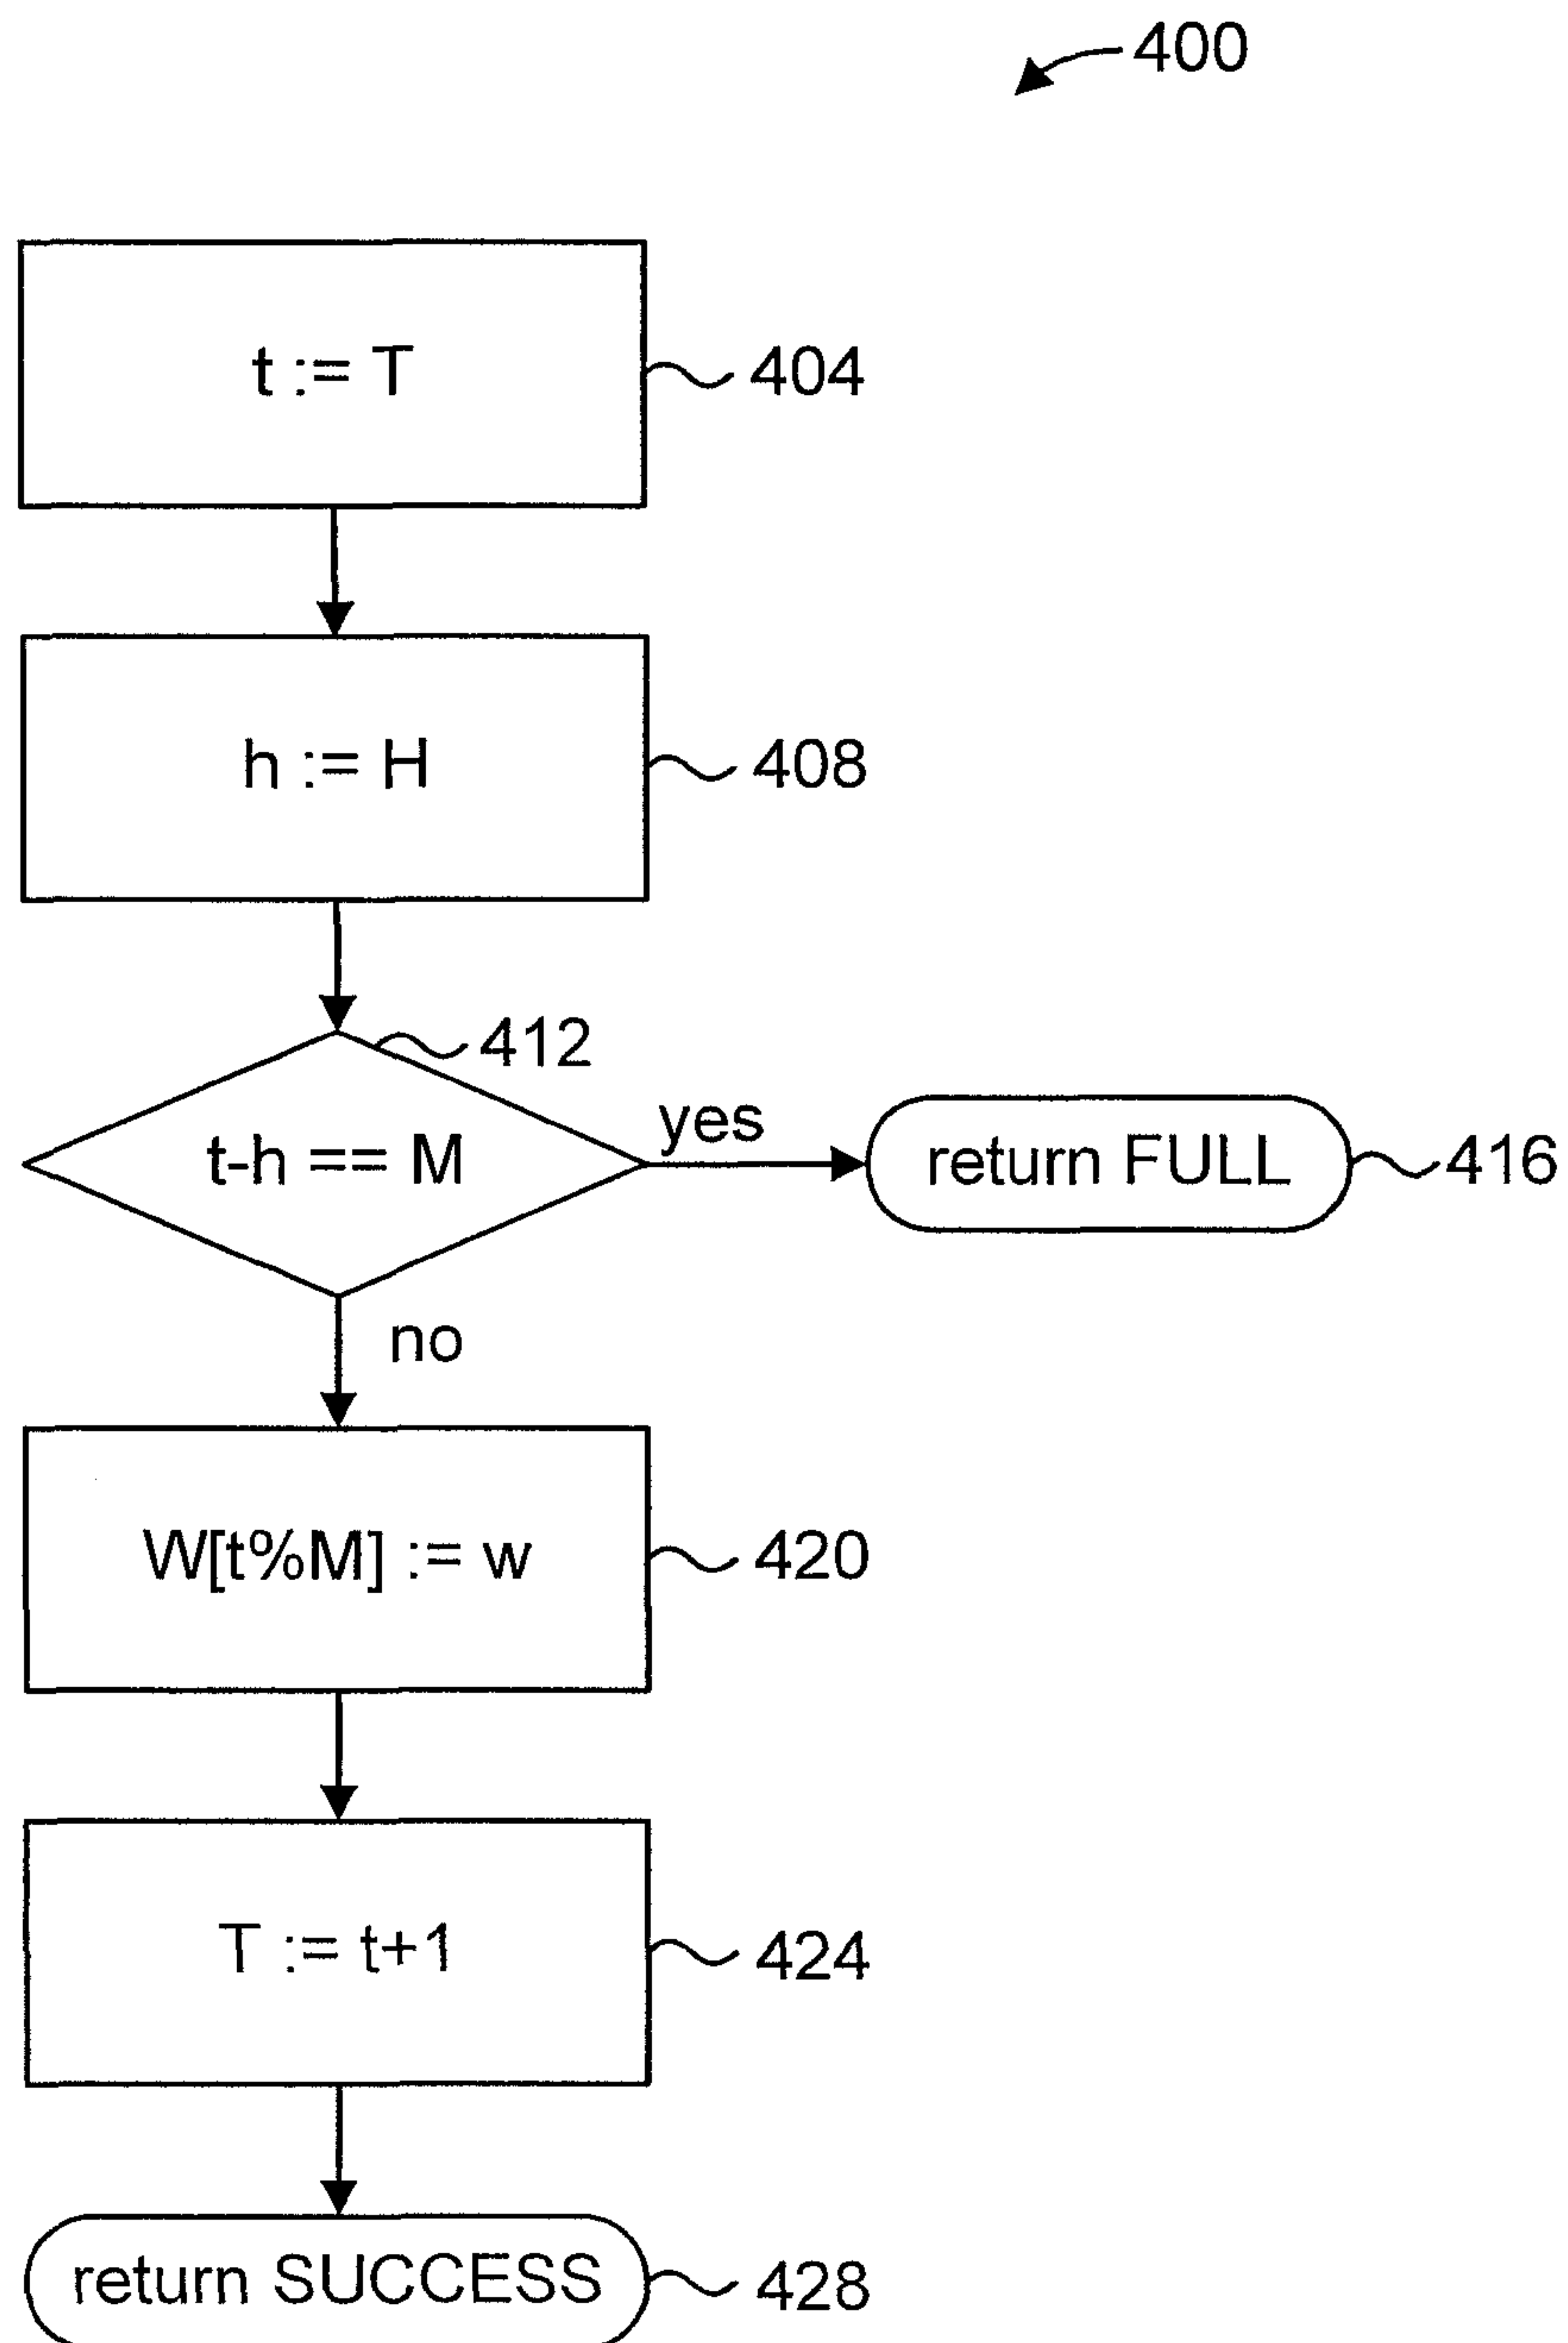 400
t := T
404
h := H
408
412
t-h == M
yes
return FULL
416
no
W[t%M] := w
420
T := t+1
424
return SUCCESS
428